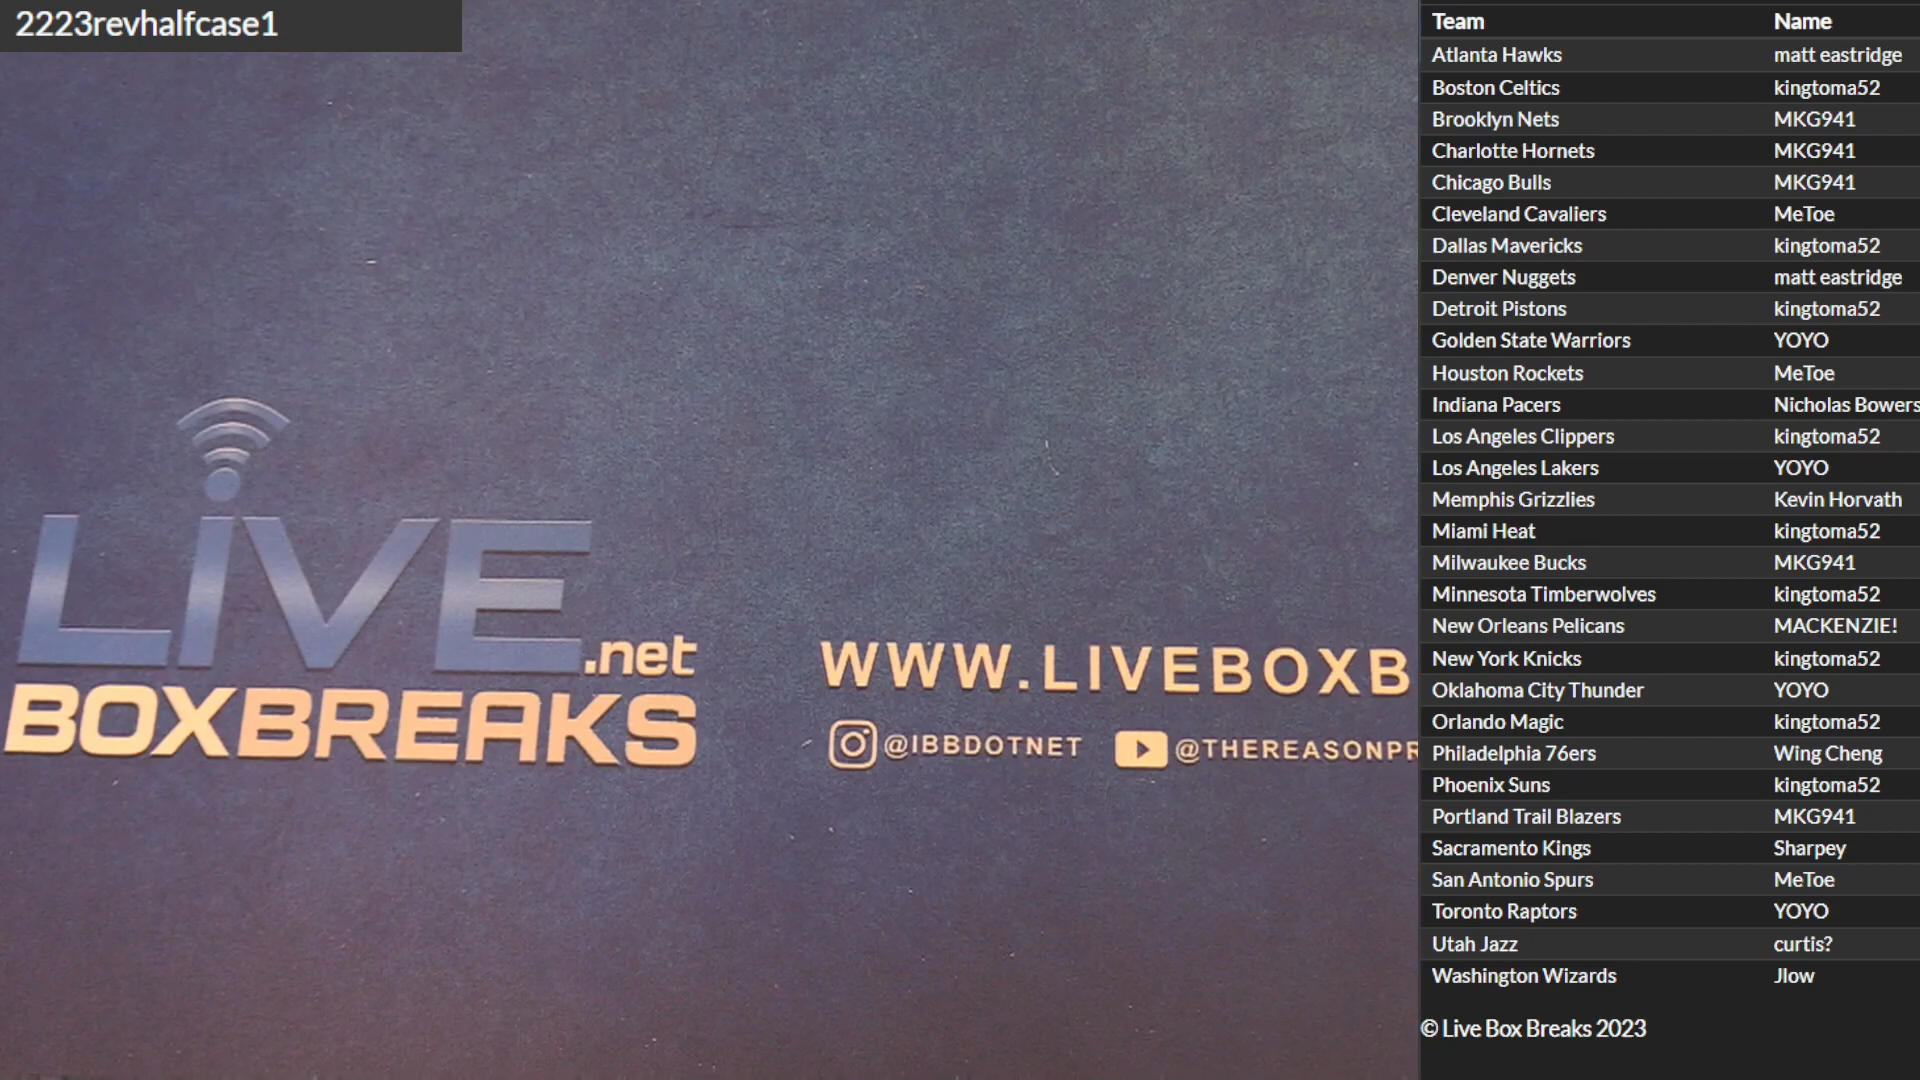 2223revhalfcase1
LiVE
.net
BOXBREAKS
WWW.LIVEBOXB
@IBBDOTNET
@THEREASONPR
Team Name
Atlanta Hawks matt eastridge
Boston Celtics kingtoma52
Brooklyn Nets MKG941
Charlotte Hornets MKG941
Chicago Bulls MKG941
Cleveland Cavaliers MeToe
Dallas Mavericks kingtoma52
Denver Nuggets matt eastridge
Detroit Pistons kingtoma52
Golden State Warriors YOYO
Houston Rockets MeToe
Indiana Pacers Nicholas Bowers
Los Angeles Clippers kingtoma52
Los Angeles Lakers YOYO
Memphis Grizzlies Kevin Horvath
Miami Heat kingtoma52
Milwaukee Bucks MKG941
Minnesota Timberwolves kingtoma52
New Orleans Pelicans MACKENZIE!
New York Knicks kingtoma52
Oklahoma City Thunder YOYO
Orlando Magic kingtoma52
Philadelphia 76ers Wing Cheng
Phoenix Suns kingtoma52
Portland Trail Blazers MKG941
Sacramento Kings Sharpey
San Antonio Spurs MeToe
Toronto Raptors YOYO
Utah Jazz curtis?
Washington Wizards Jlow
© Live Box Breaks 2023